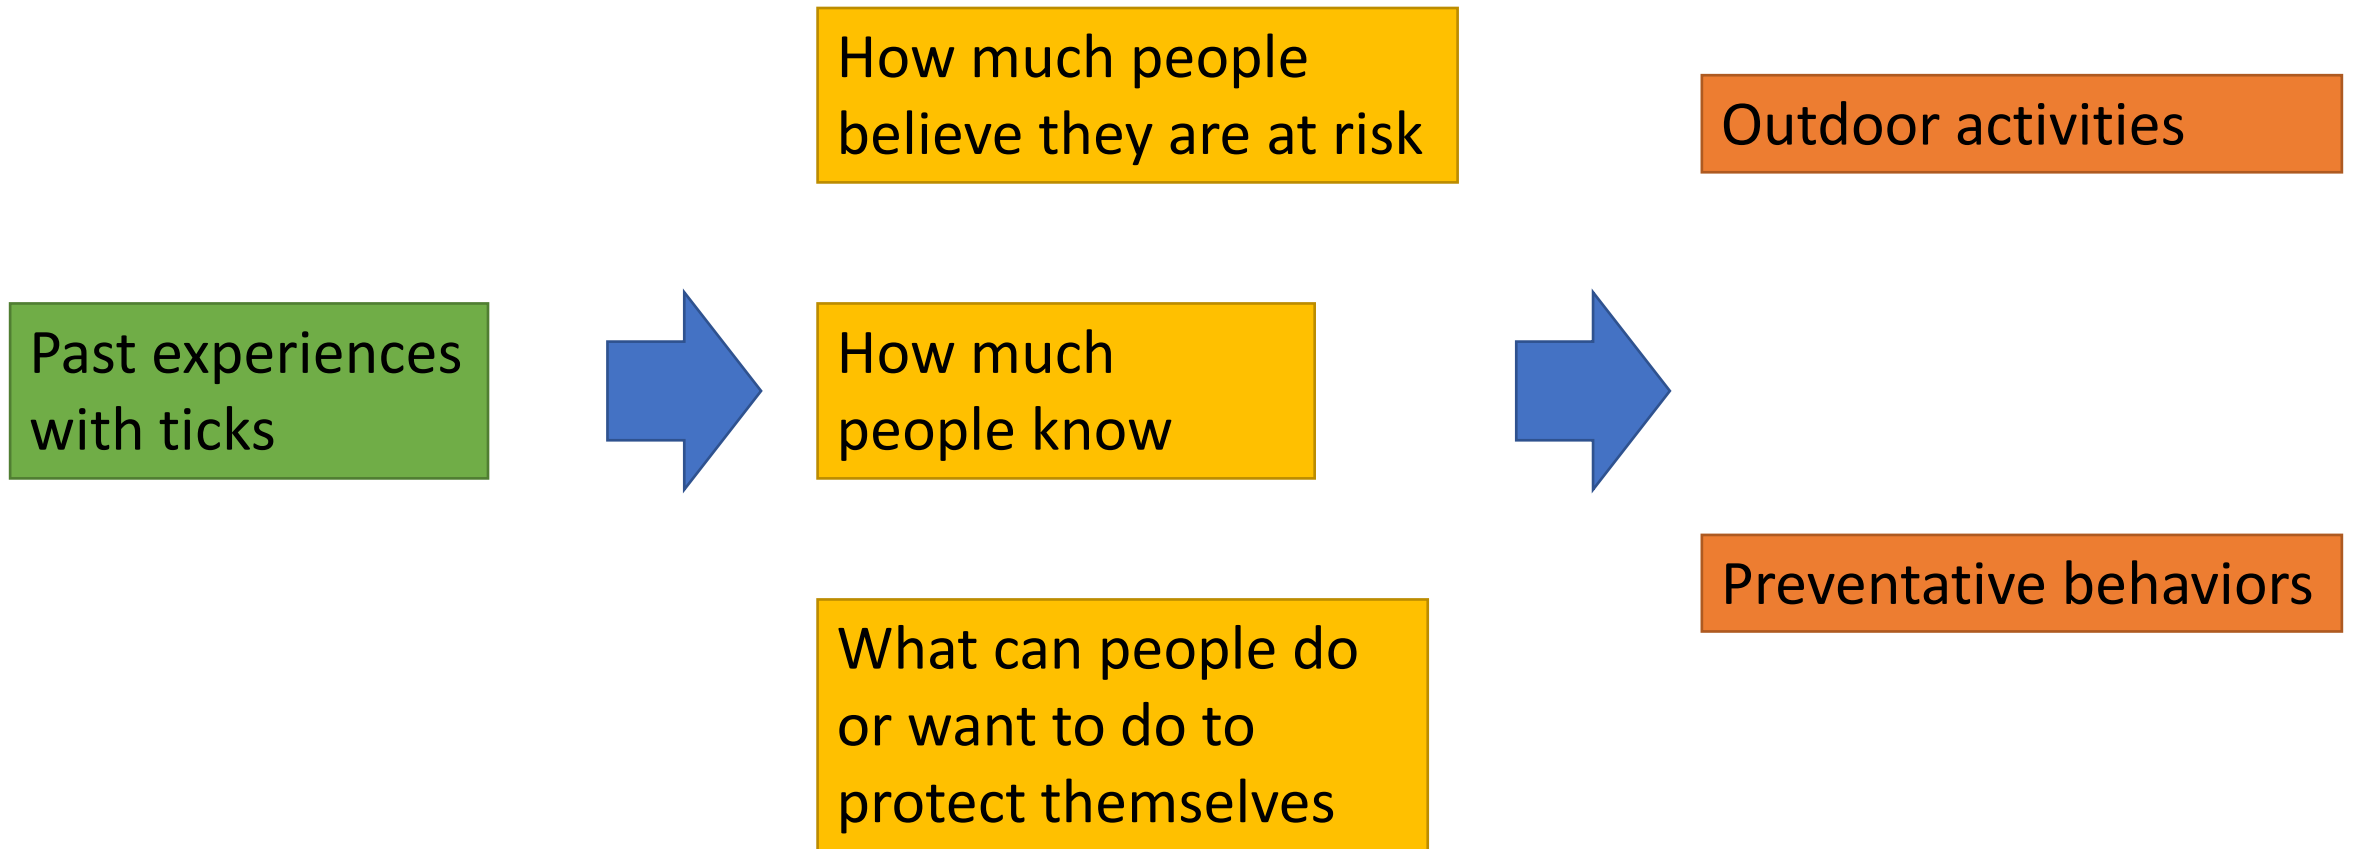 Past experiences
with ticks
How much people
believe they are at risk
How much
people know
What can people do
or want to do to
protect themselves
Outdoor activities
Preventative behaviors